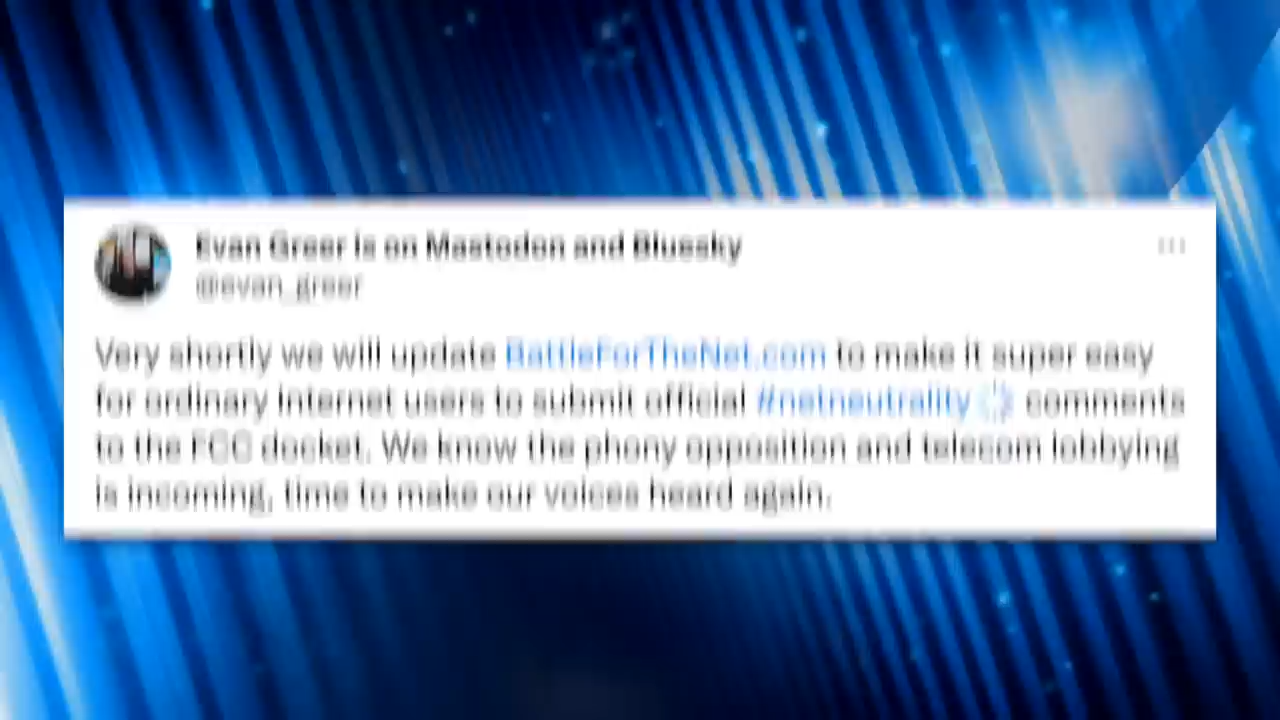 Evan Greer is on Mastodon and Bluesky
@evan_greer
Very shortly we will update BattleForTheNet.com to make it super easy
for ordinary Internet users to submit official #netneutrality comments
to the FCC docket. We know the phony opposition and telecom lobbying
is incoming, time to make our voices heard again.